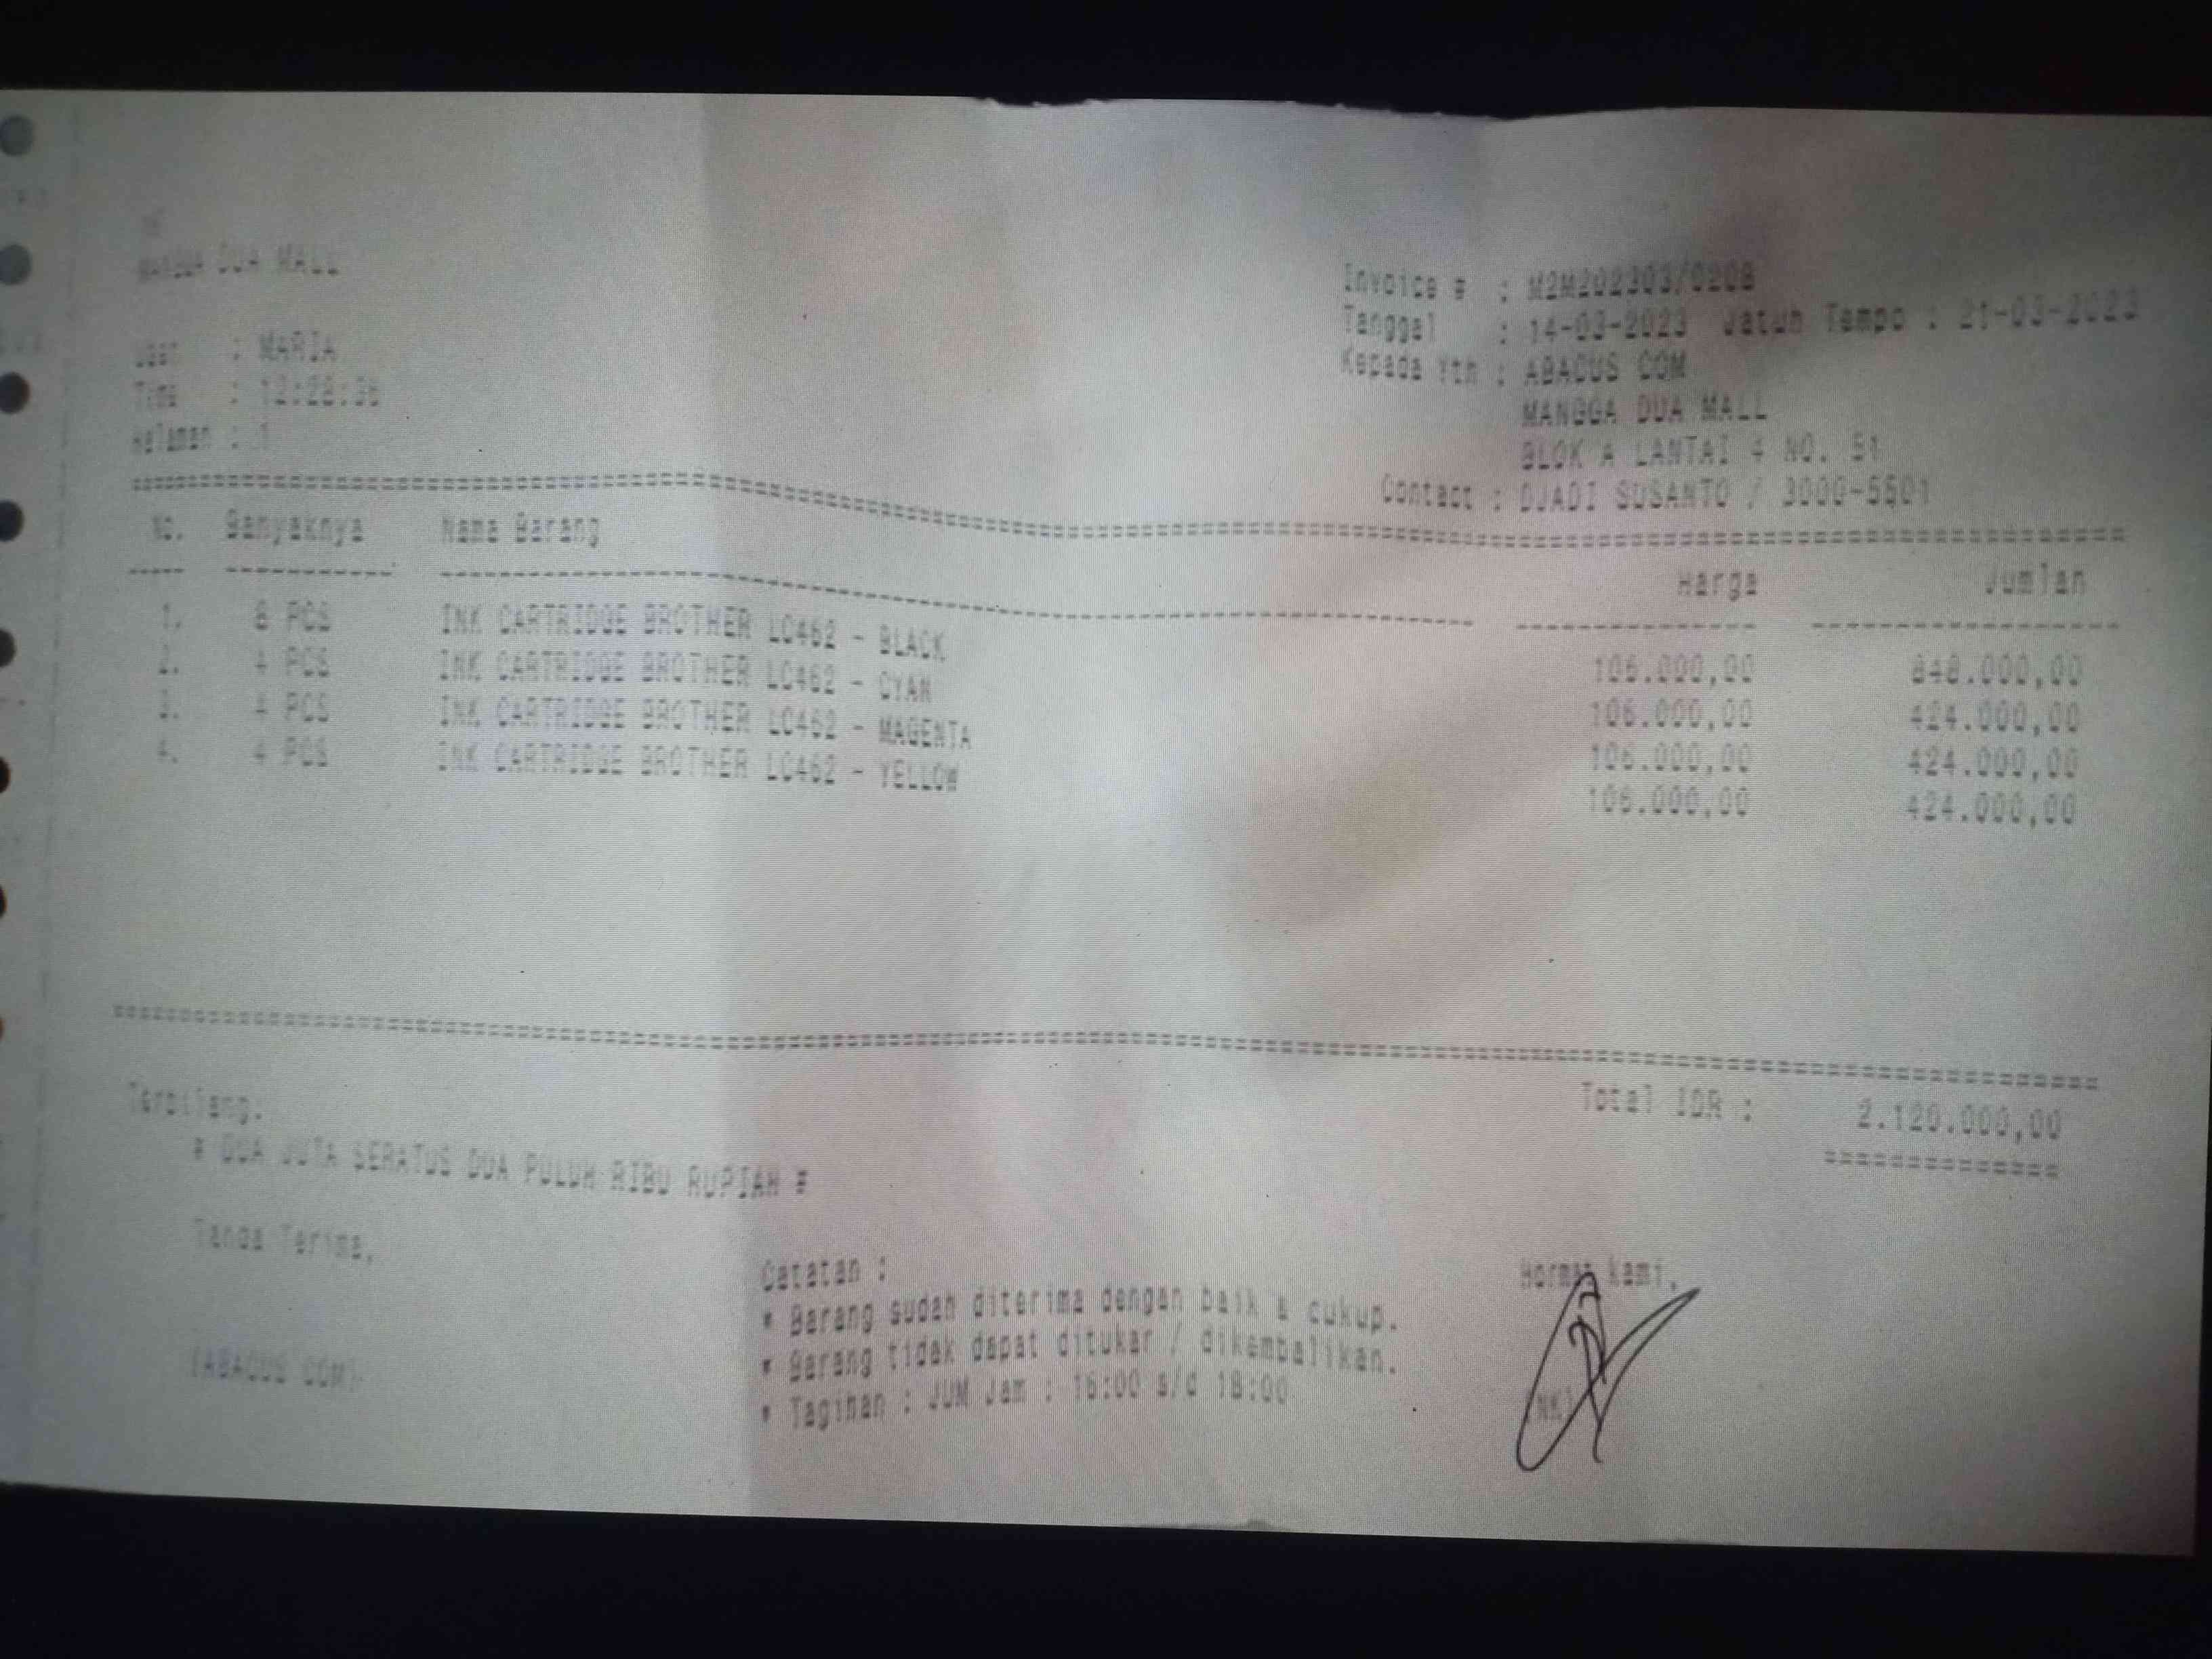 MANGGA DUA MALL
User : MARIA
Time : 12:28:
Halaman : 1
Invoice # : M2M202303/0208
Tanggal : 14-03-2023 Jatuh Tempo : 21-03-2023
Kepada Yth : ABACUS COM
MANGGA DUA MALL
BLOK A LANTAI 4 NO. 51
Contact : DJADI SUSANTO / 3000-5501
No. Banyaknya Nama Barang Harga Jumlah
1. 8 PCS INK CARTRIDGE BROTHER LC462 - BLACK 106.000,00 848.000,00
2. 4 PCS INK CARTRIDGE BROTHER LC462 - CYAN 106.000,00 424.000,00
3. 4 PCS INK CARTRIDGE BROTHER LC462 - MAGENTA 106.000,00 424.000,00
4. 4 PCS INK CARTRIDGE BROTHER LC462 - YELLOW 106.000,00 424.000,00
Total IDR : 2.120.000,00
Terbilang.
# DUA JUTA SERATUS DUA PULUH RIBU RUPIAH #
Tanda Terima,
Catatan :
* Barang sudah diterima dengan baik & cukup.
* Barang tidak dapat ditukar / dikembalikan.
* Tagihan : JUM Jam : 16:00 s/d 18:00
Hormat Kami,
(ABACUS COM)
(NK)